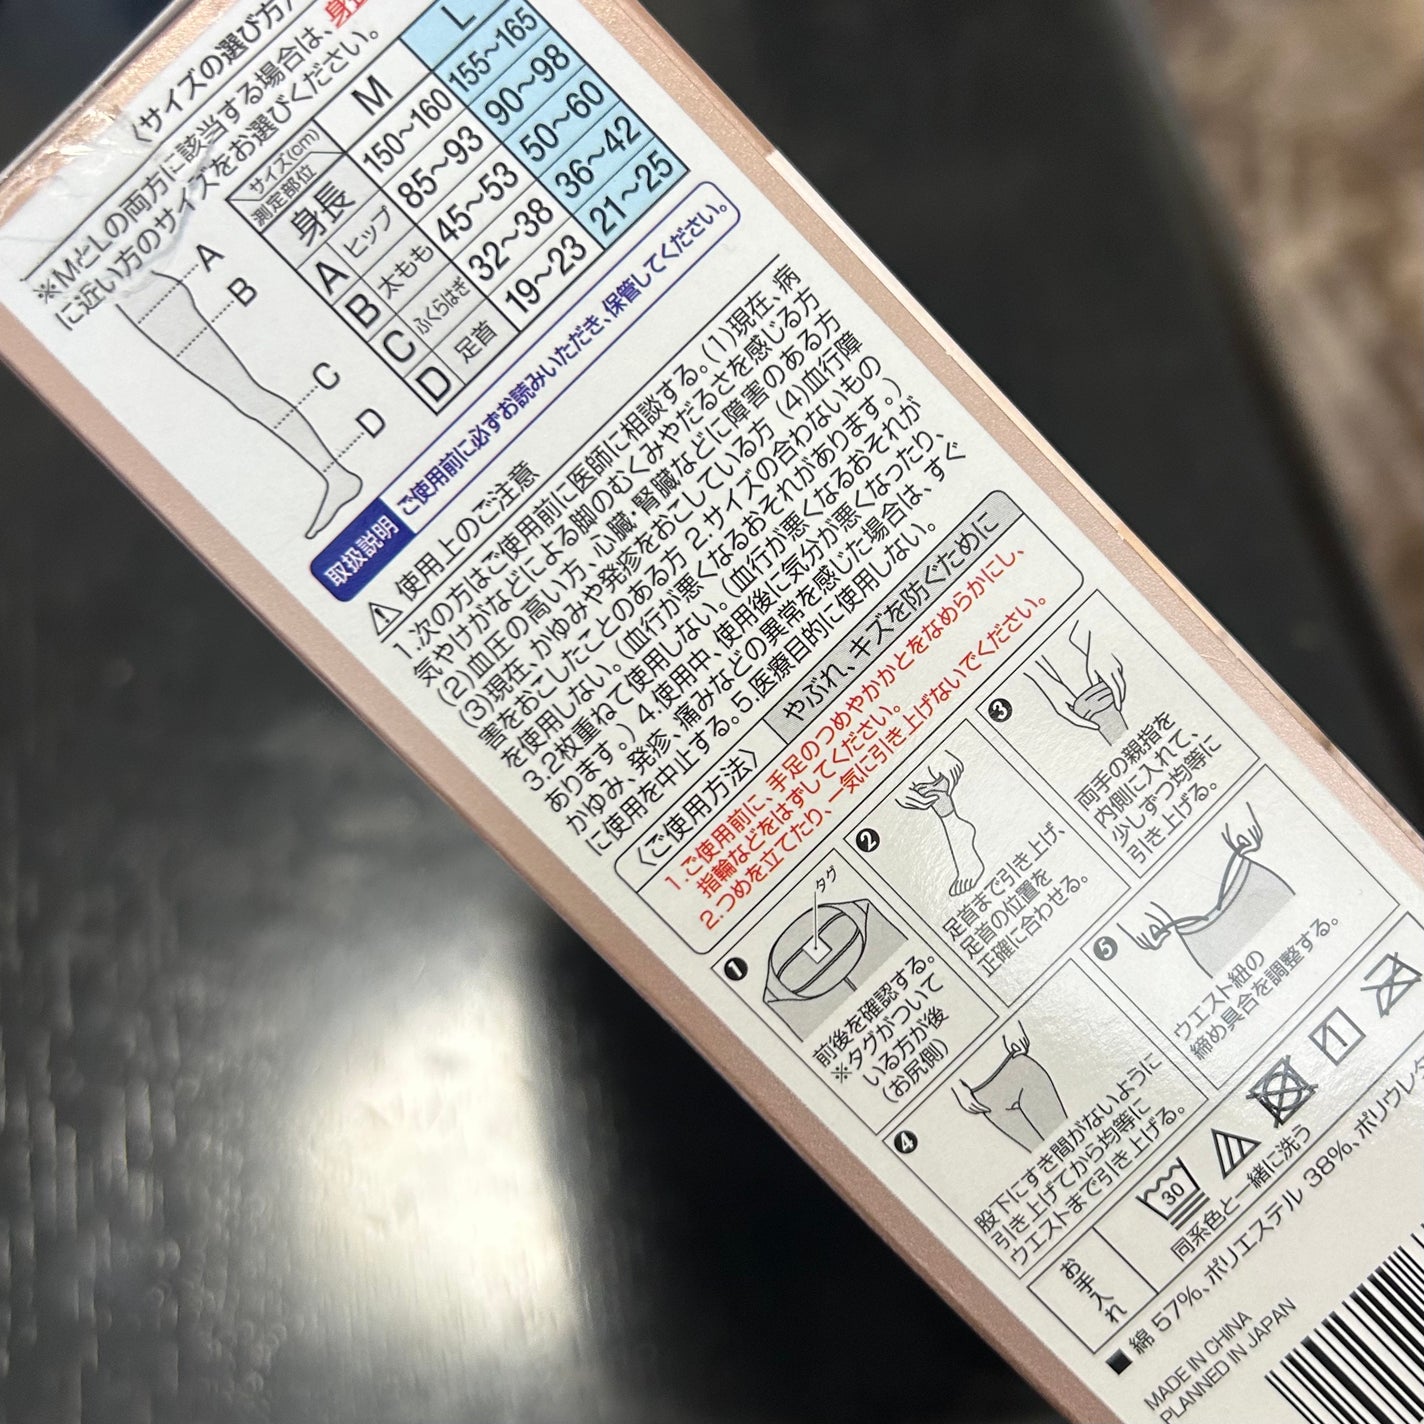 〈サイズの選び方〉
※MとLの両方に該当する場合は、身
に近い方のサイズをお選びください。
サイズ(cm)
測定部位 M L
身長 150〜160 155〜165
A ヒップ 85〜93 90〜98
B 太もも 45〜53 50〜60
C ふくらはぎ 32〜38 36〜42
D 足首 19〜23 21〜25
A
B
C
D
取扱説明 ご使用前に必ずお読みいただき、保管してください。
⚠ 使用上のご注意
1.次の方はご使用前に医師に相談する。(1)現在、病
気やけがなどによる脚のむくみやだるさを感じる方
(2)血圧の高い方、心臓、腎臓などに障害のある方
(3)現在、かゆみや発疹をおこしている方 (4)血行障
害をおこしたことのある方 2.サイズの合わないもの
を使用しない。(血行が悪くなるおそれがあります。)
3.2枚重ねて使用しない。(血行が悪くなるおそれが
あります。) 4.使用中、使用後に気分が悪くなったり、
かゆみ、発疹、痛みなどの異常を感じた場合は、すぐ
に使用を中止する。5.医療目的に使用しない。
〈ご使用方法〉 やぶれ、キズを防ぐために
1.ご使用前に、手足のつめやかかとをなめらかにし、
指輪などをはずしてください。
2.つめを立てたり、一気に引き上げないでください。
❶
タグ
前後を確認する。
※タグがついて
いる方が後
(お尻側)
❷
足首まで引き上げ、
足首の位置を
正確に合わせる。
❸
両手の親指を
内側に入れて、
少しずつ均等に
引き上げる。
❹
股下にすき間がないように
引き上げてから均等に
ウエストまで引き上げる。
❺
ウエスト紐の
締め具合を調整する。
お手入れ
30
1
同系色と一緒に洗う
■ 綿 57%、ポリエステル 38%、ポリウレタ
MADE IN CHINA
PLANNED IN JAPAN